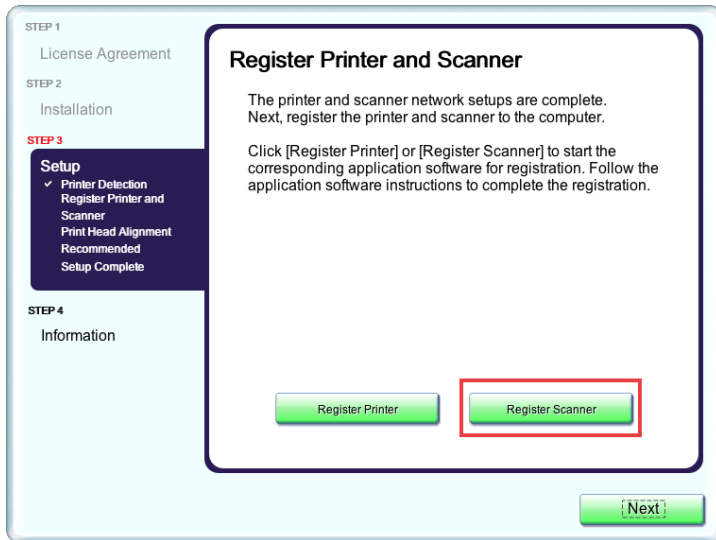 STEP 1
License Agreement
STEP 2
Installation
STEP 3
Setup
✓ Printer Detection
Register Printer and
Scanner
Print Head Alignment
Recommended
Setup Complete
STEP 4
Information
Register Printer and Scanner
The printer and scanner network setups are complete.
Next, register the printer and scanner to the computer.
Click [Register Printer] or [Register Scanner] to start the
corresponding application software for registration. Follow the
application software instructions to complete the registration.
Register Printer
Register Scanner
Next